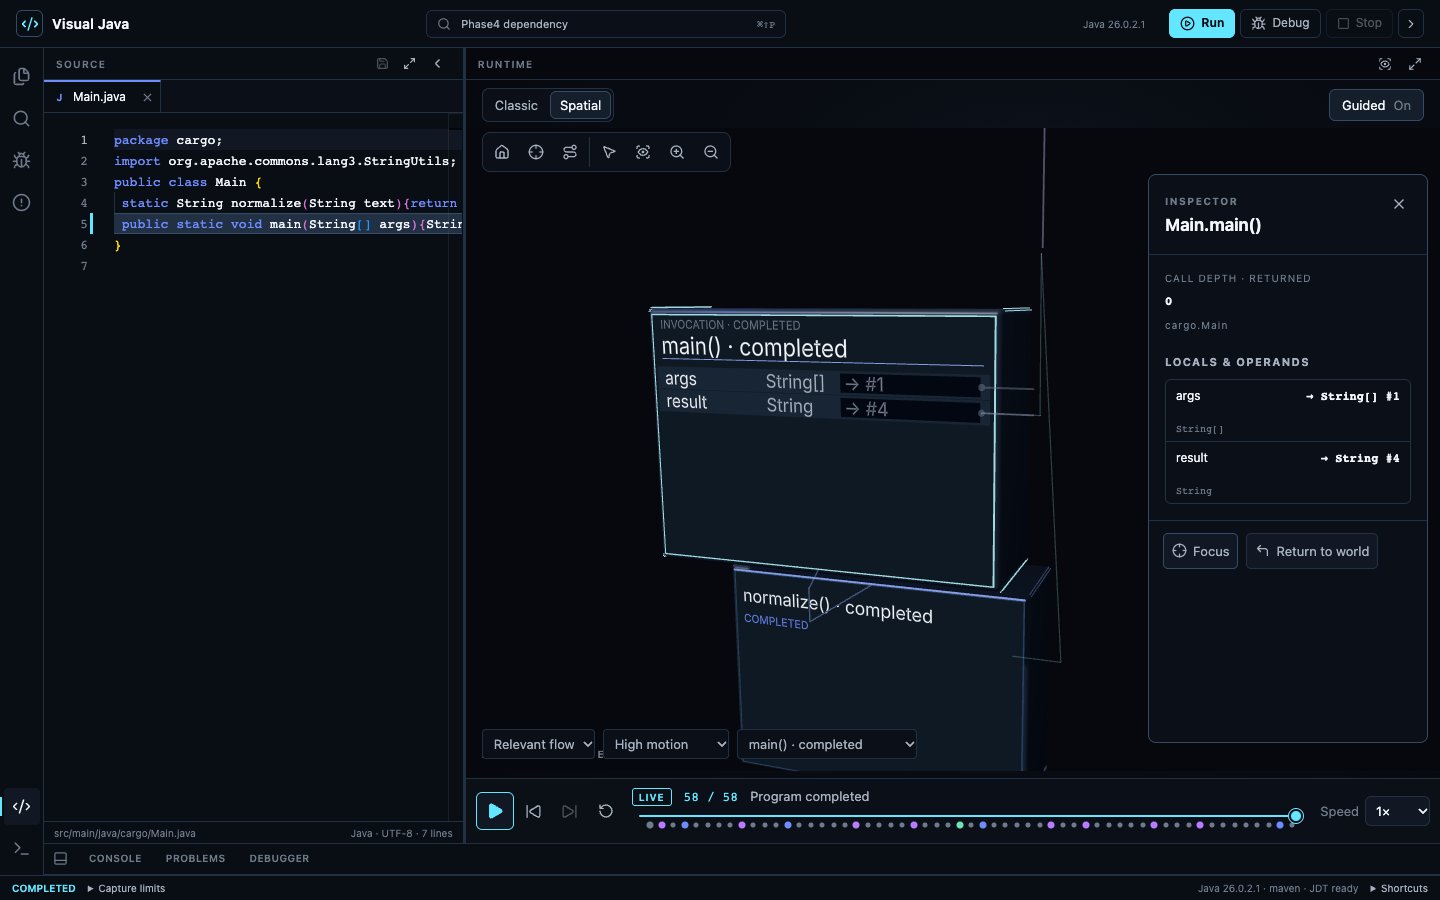 Visual Java
Phase4 dependency
⌘⇧P
Java 26.0.2.1
Run
Debug
Stop
SOURCE
RUNTIME
J Main.java
Classic
Spatial
Guided On
1 package cargo;
2 import org.apache.commons.lang3.StringUtils;
3 public class Main {
4 static String normalize(String text){return
5 public static void main(String[] args){Strin
6 }
7
INVOCATION · COMPLETED
main() · completed
args String[] → #1
result String → #4
normalize() · completed
COMPLETED
INSPECTOR
Main.main()
CALL DEPTH · RETURNED
0
cargo.Main
LOCALS & OPERANDS
args → String[] #1
String[]
result → String #4
String
Focus
Return to world
Relevant flow
E
High motion
main() · completed
LIVE 58 / 58 Program completed
Speed 1×
src/main/java/cargo/Main.java
Java · UTF-8 · 7 lines
CONSOLE
PROBLEMS
DEBUGGER
COMPLETED
Capture limits
Java 26.0.2.1 · maven · JDT ready
Shortcuts